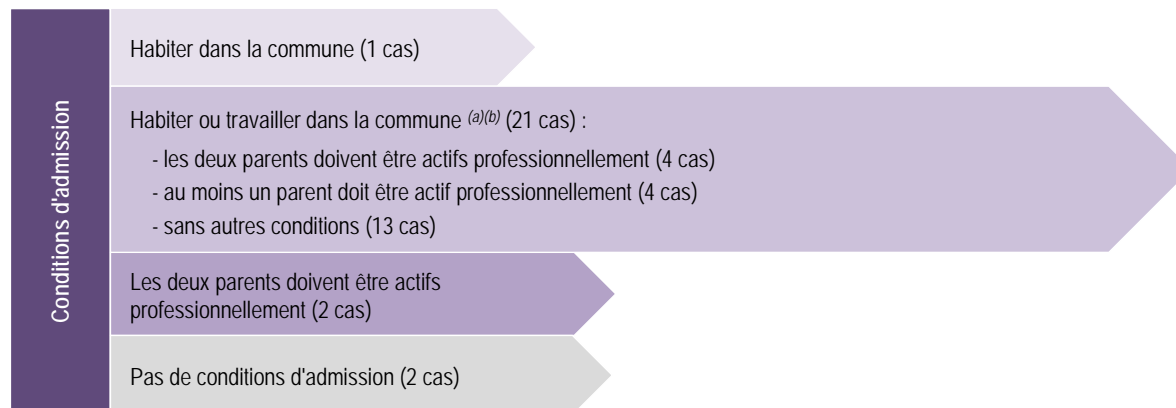 Conditions d'admission
Habiter dans la commune (1 cas)
Habiter ou travailler dans la commune (a)(b) (21 cas) :
- les deux parents doivent être actifs professionnellement (4 cas)
- au moins un parent doit être actif professionnellement (4 cas)
- sans autres conditions (13 cas)
Les deux parents doivent être actifs
professionnellement (2 cas)
Pas de conditions d'admission (2 cas)